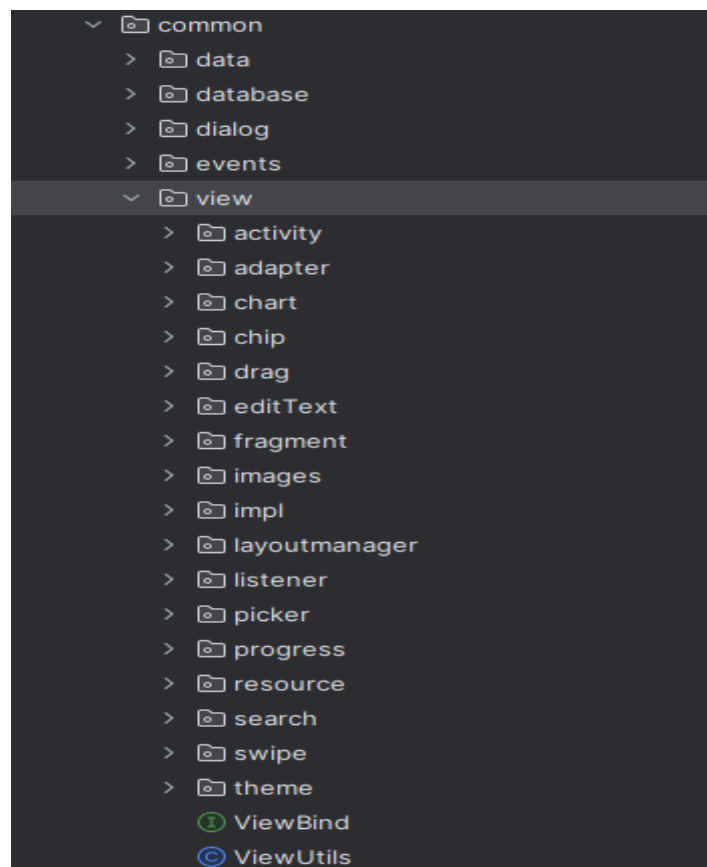 common
data
database
dialog
events
view
activity
adapter
chart
chip
drag
editText
fragment
images
impl
layoutmanager
listener
picker
progress
resource
search
swipe
theme
I ViewBind
C ViewUtils